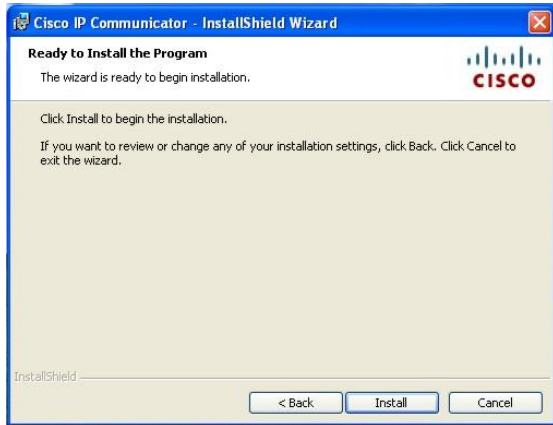 Cisco IP Communicator - InstallShield Wizard
Ready to Install the Program
The wizard is ready to begin installation.
CISCO
Click Install to begin the installation.
If you want to review or change any of your installation settings, click Back. Click Cancel to
exit the wizard.
InstallShield
< Back Install Cancel